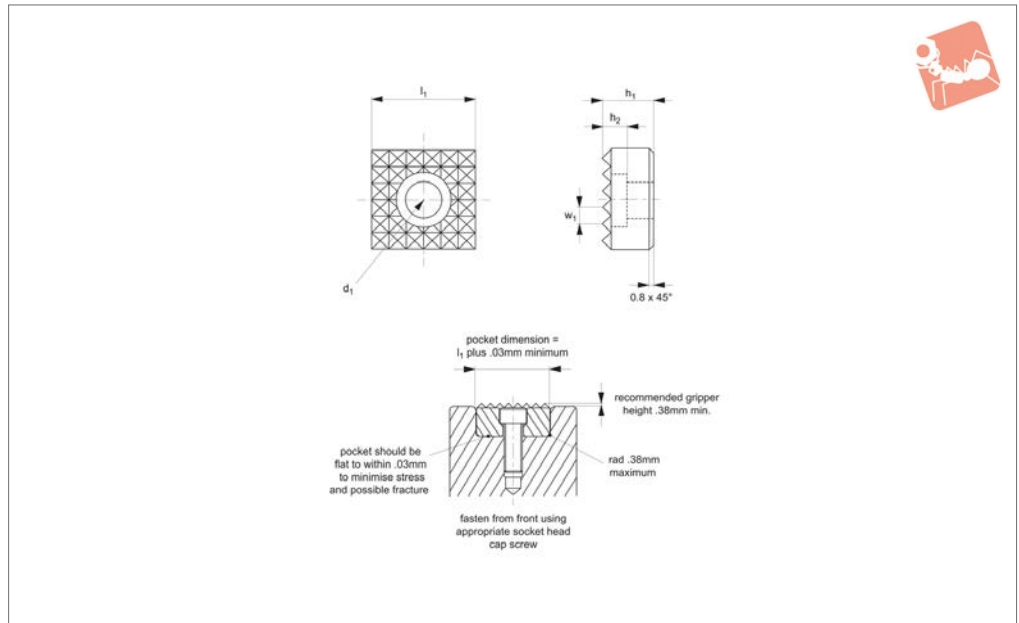 l₁
h₁
h₂
w₁
d₁
0.8 x 45°
pocket dimension =
l₁ plus .03mm minimum
recommended gripper
height .38mm min.
pocket should be
flat to within .03mm
to minimise stress
and possible fracture
rad .38mm
maximum
fasten from front using
appropriate socket head
cap screw